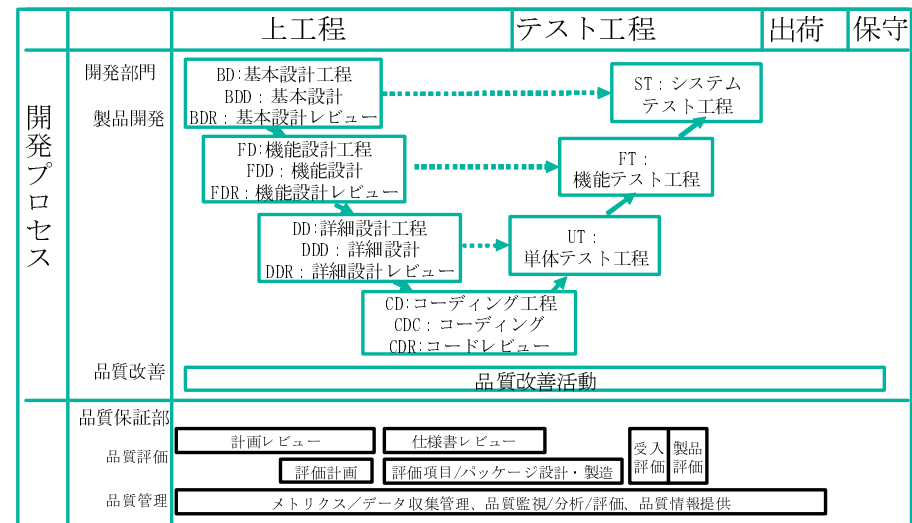 上工程
テスト工程
出荷
保守
開発プロセス
開発部門
製品開発
BD:基本設計工程
BDD：基本設計
BDR：基本設計レビュー
ST：システム
テスト工程
FD:機能設計工程
FDD：機能設計
FDR：機能設計レビュー
FT：
機能テスト工程
DD:詳細設計工程
DDD：詳細設計
DDR：詳細設計レビュー
UT：
単体テスト工程
CD:コーディング工程
CDC：コーディング
CDR:コードレビュー
品質改善
品質改善活動
品質保証部
品質評価
計画レビュー
仕様書レビュー
受入
評価
製品
評価
評価計画
評価項目/パッケージ設計・製造
品質管理
メトリクス／データ収集管理、品質監視/分析/評価、品質情報提供